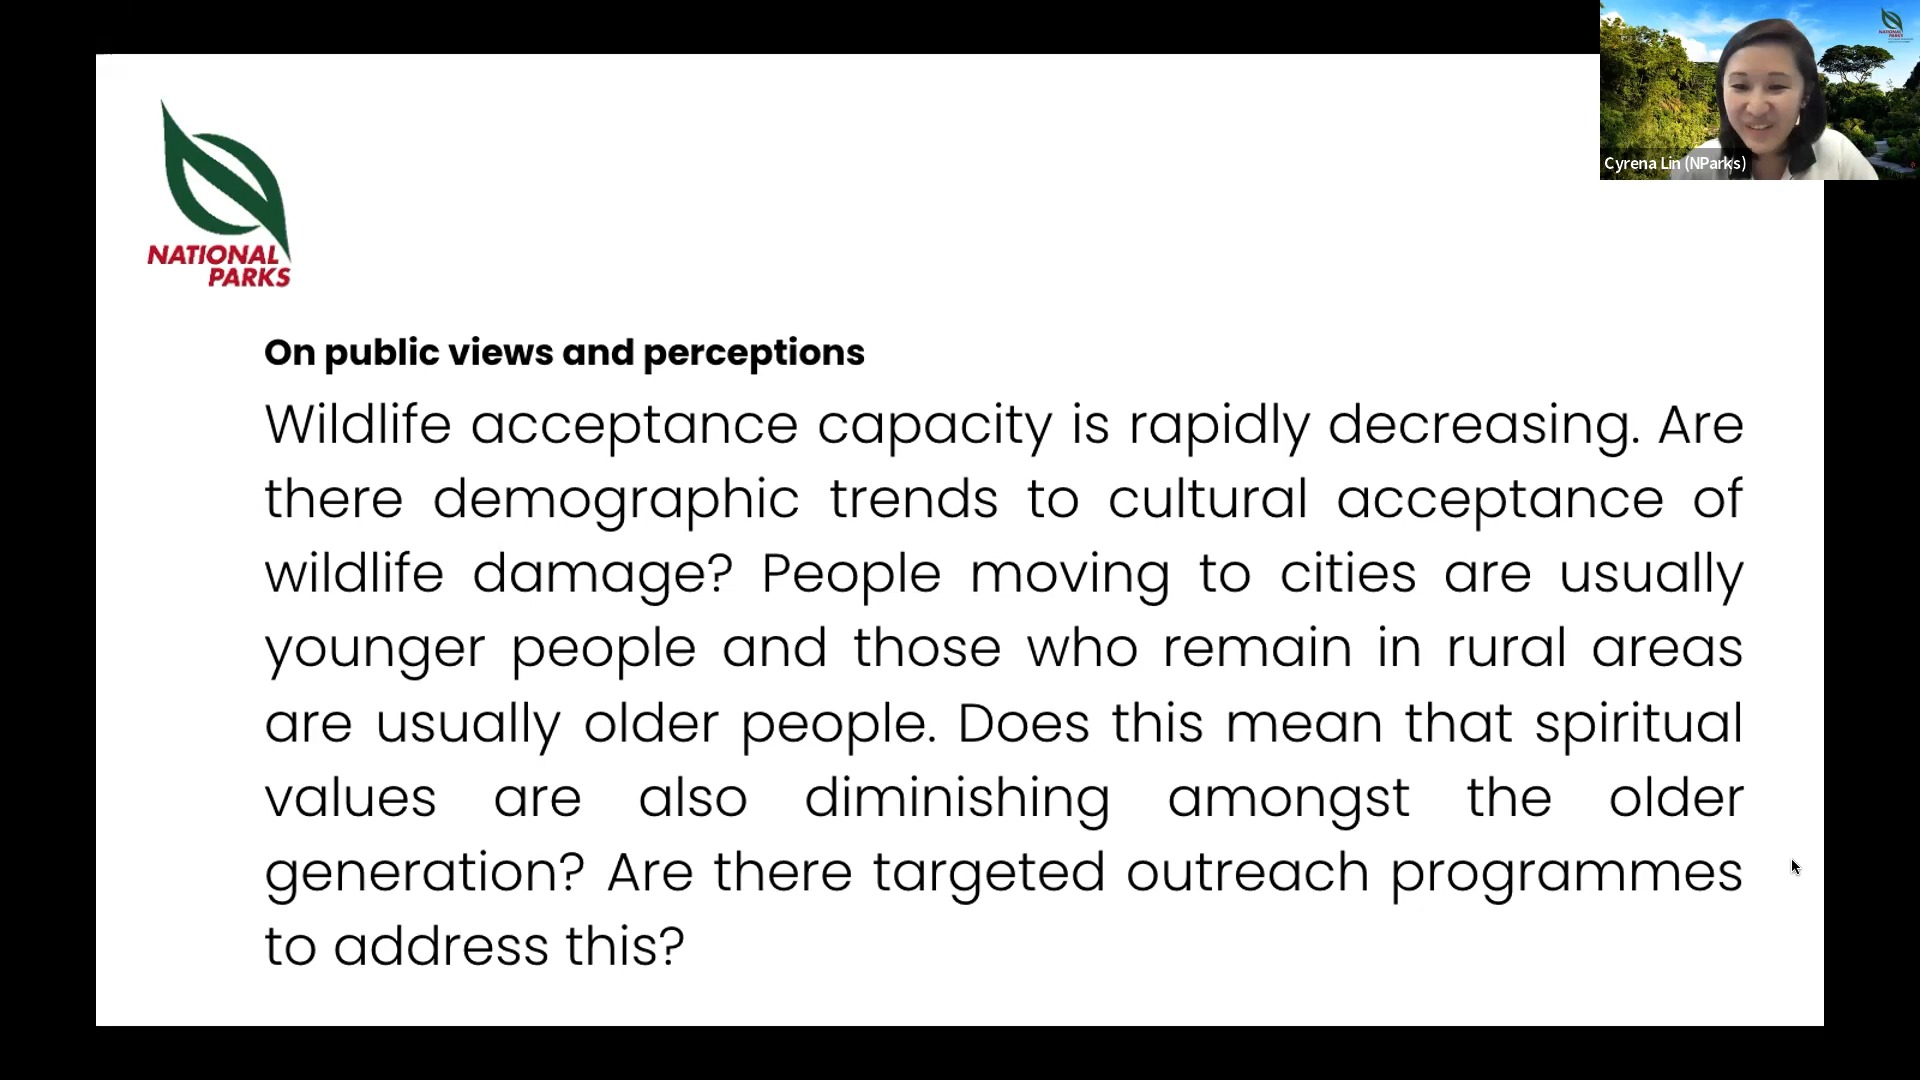 Cyrena Lin (NParks)
NATIONAL
PARKS
On public views and perceptions
Wildlife acceptance capacity is rapidly decreasing. Are
there demographic trends to cultural acceptance of
wildlife damage? People moving to cities are usually
younger people and those who remain in rural areas
are usually older people. Does this mean that spiritual
values are also diminishing amongst the older
generation? Are there targeted outreach programmes
to address this?